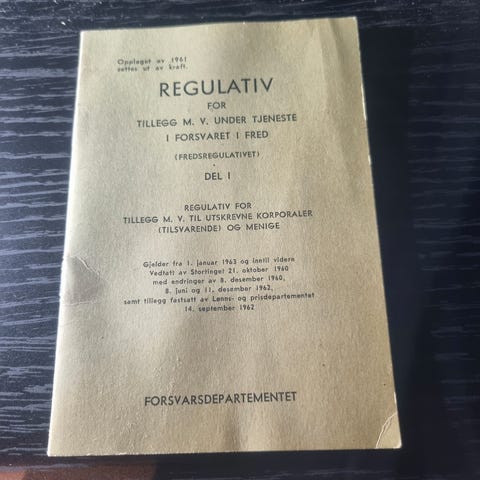 Opplaget av 1961
settes ut av kraft.
REGULATIV
FOR
TILLEGG M. V. UNDER TJENESTE
I FORSVARET I FRED
(FREDSREGULATIVET)
DEL I
REGULATIV FOR
TILLEGG M. V. TIL UTSKREVNE KORPORALER
(TILSVARENDE) OG MENIGE
Gjelder fra 1. januar 1963 og inntil videre
Vedtatt av Stortinget 21. oktober 1960
med endringer av 8. desember 1960,
8. juni og 11. desember 1962,
samt tillegg fastsatt av Lønns- og prisdepartementet
14. september 1962
FORSVARSDEPARTEMENTET